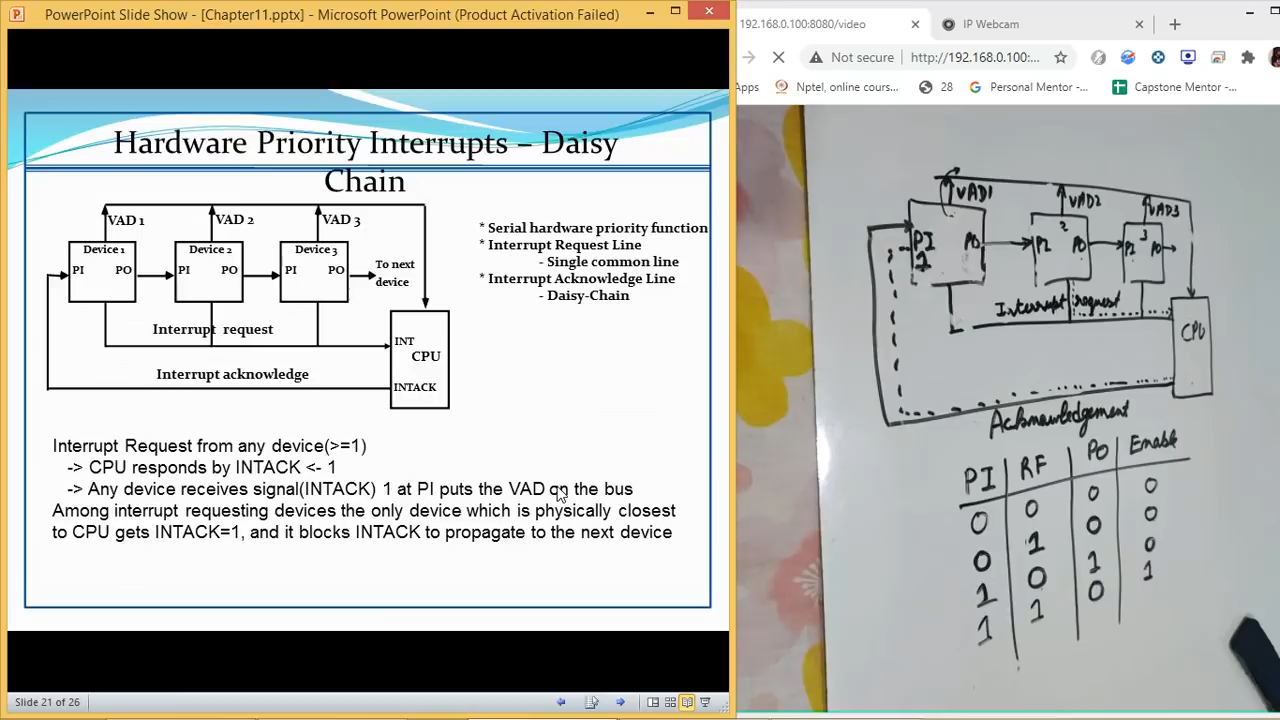 PowerPoint Slide Show - [Chapter11.pptx] - Microsoft PowerPoint (Product Activation Failed)
Hardware Priority Interrupts – Daisy
Chain
VAD 1
VAD 2
VAD 3
Device 1
Device 2
Device 3
PI PO
PI PO
PI PO
To next
device
Interrupt request
Interrupt acknowledge
INT
CPU
INTACK
* Serial hardware priority function
* Interrupt Request Line
- Single common line
* Interrupt Acknowledge Line
- Daisy-Chain
Interrupt Request from any device(>=1)
-> CPU responds by INTACK <- 1
-> Any device receives signal(INTACK) 1 at PI puts the VAD on the bus
Among interrupt requesting devices the only device which is physically closest
to CPU gets INTACK=1, and it blocks INTACK to propagate to the next device
Slide 21 of 26
192.168.0.100:8080/video
IP Webcam
Not secure
http://192.168.0.100:...
Apps
Nptel, online cours...
28
Personal Mentor -...
Capstone Mentor -...
VAD1
VAD2
VAD3
PI PO
1
2
PI PO
3
PI PO
Interrupt request
CPU
Acknowledgement
PI RF PO Enable
0 0 0 0
0 1 0 0
1 0 1 0
1 1 0 1